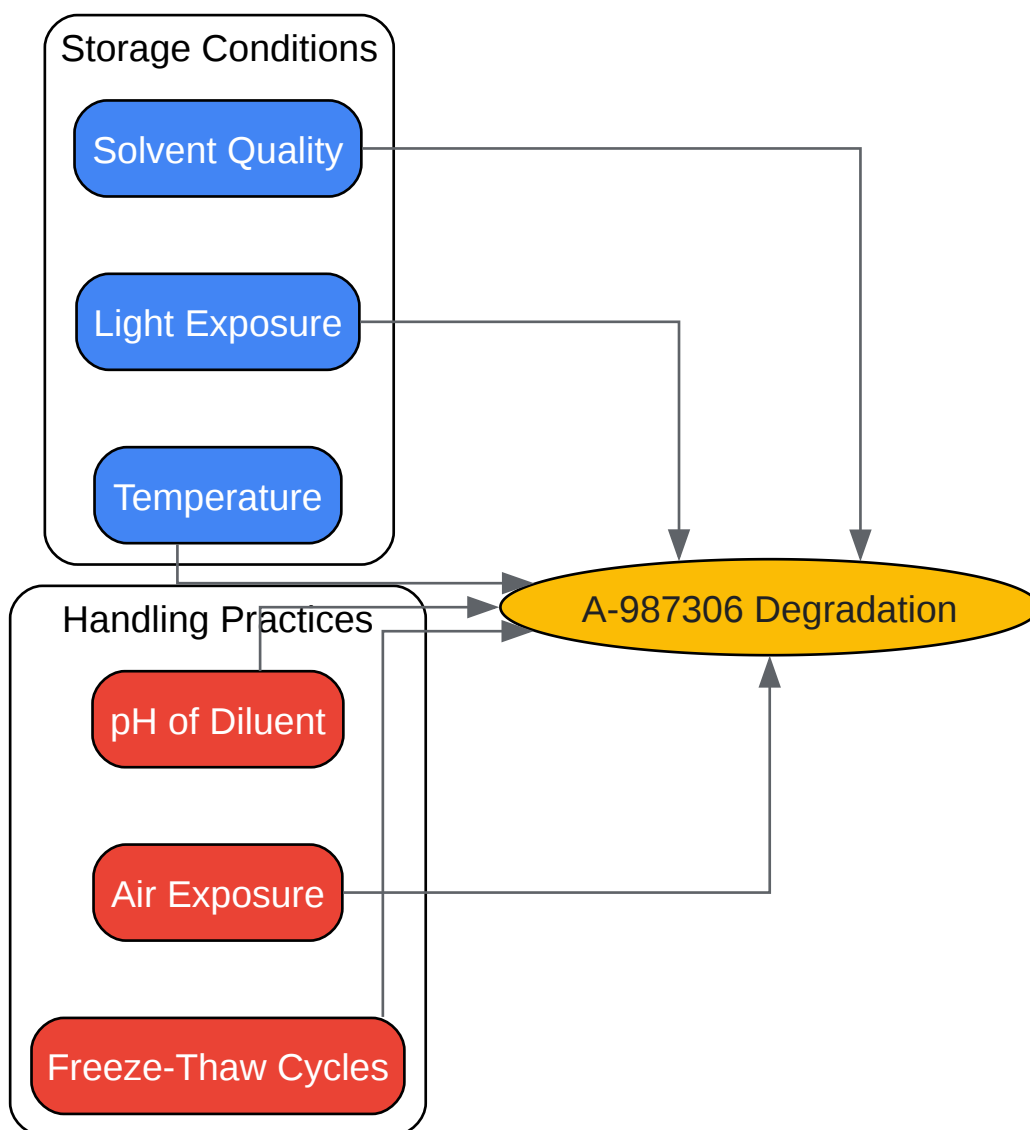 Storage Conditions
Solvent Quality
Light Exposure
Temperature
A-987306 Degradation
Handling Practices
pH of Diluent
Air Exposure
Freeze-Thaw Cycles